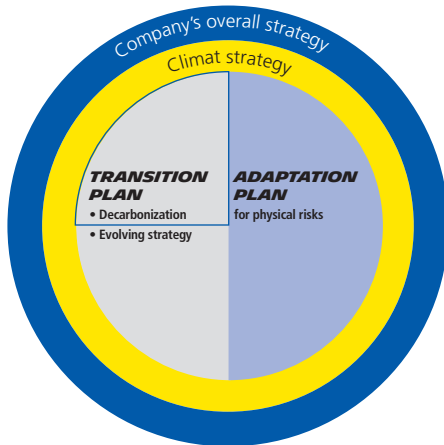 Company's overall strategy
Climat strategy
TRANSITION
PLAN
• Decarbonization
• Evolving strategy
ADAPTATION
PLAN
for physical risks